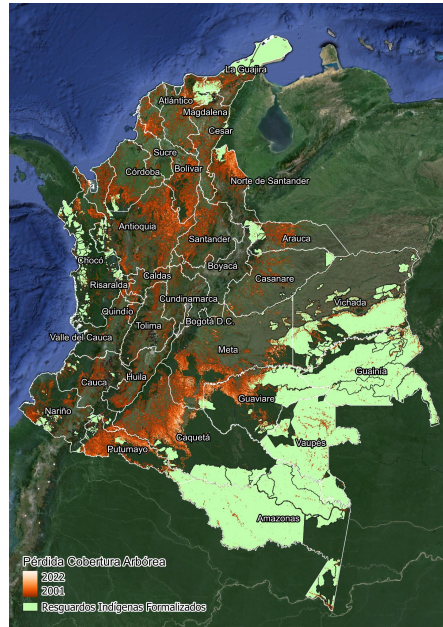 La Guajira
Atlántico
Magdalena
Cesar
Sucre
Córdoba
Bolívar
Norte de Santander
Antioquia
Santander
Arauca
Boyacá
Chocó
Caldas
Casanare
Risaralda
Cundinamarca
Vichada
Quindío
Bogotá D.C.
Tolima
Valle del Cauca
Meta
Guainía
Huila
Cauca
Guaviare
Nariño
Caquetá
Vaupés
Putumayo
Amazonas
Pérdida Cobertura Arbórea
2022
2001
Resguardos Indígenas Formalizados